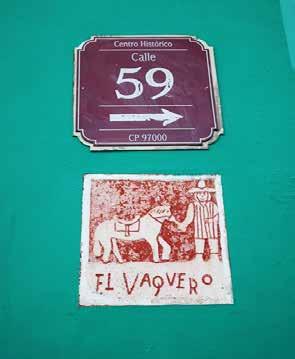 Centro Histórico
Calle
59
CP 97000
EL VAQUERO